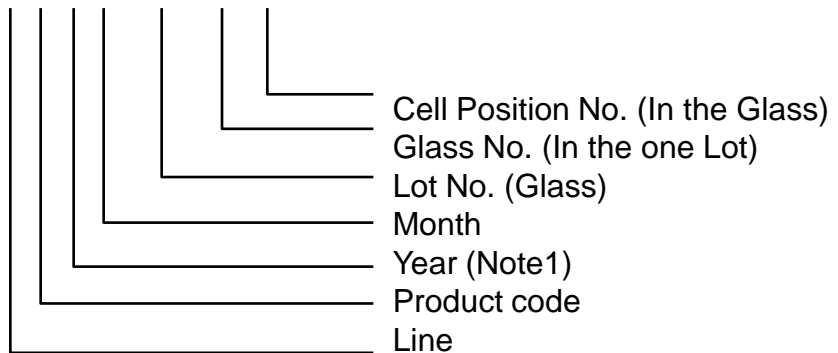 Cell Position No. (In the Glass)
Glass No. (In the one Lot)
Lot No. (Glass)
Month
Year (Note1)
Product code
Line